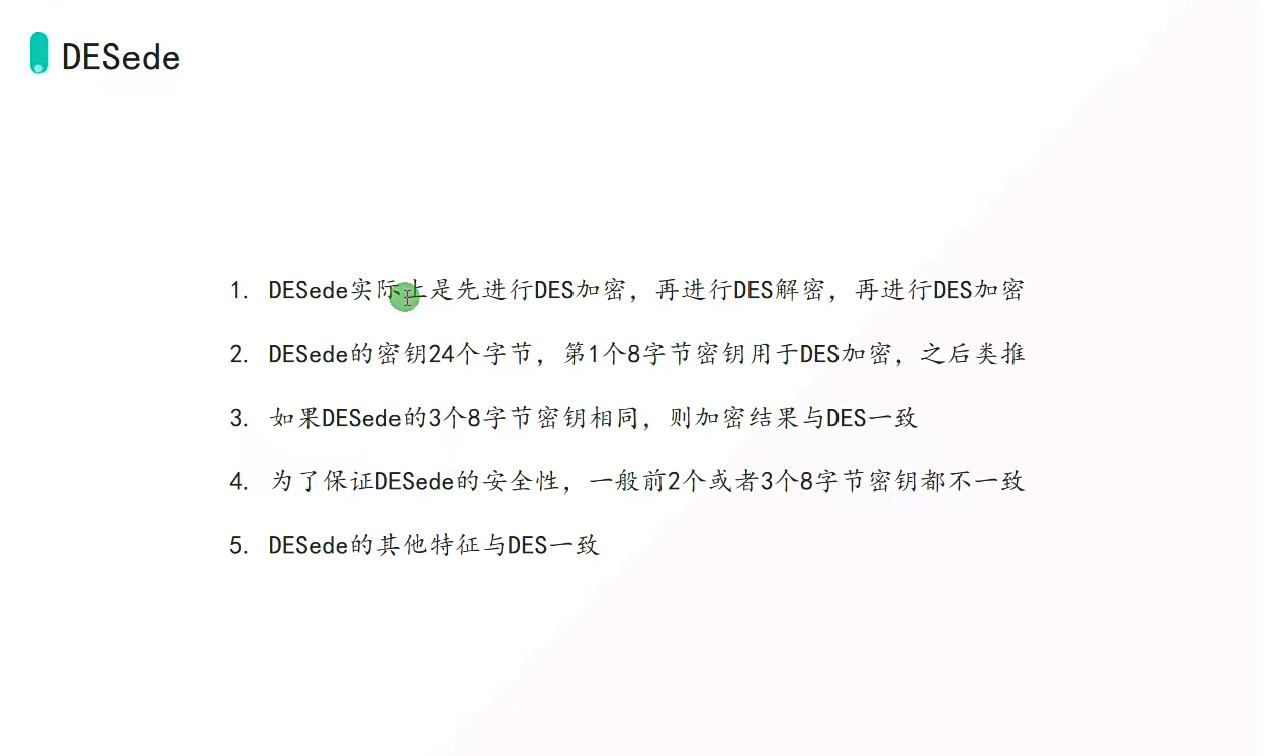 DESede
1. DESede实际上是先进行DES加密，再进行DES解密，再进行DES加密
2. DESede的密钥24个字节，第1个8字节密钥用于DES加密，之后类推
3. 如果DESede的3个8字节密钥相同，则加密结果与DES一致
4. 为了保证DESede的安全性，一般前2个或者3个8字节密钥都不一致
5. DESede的其他特征与DES一致